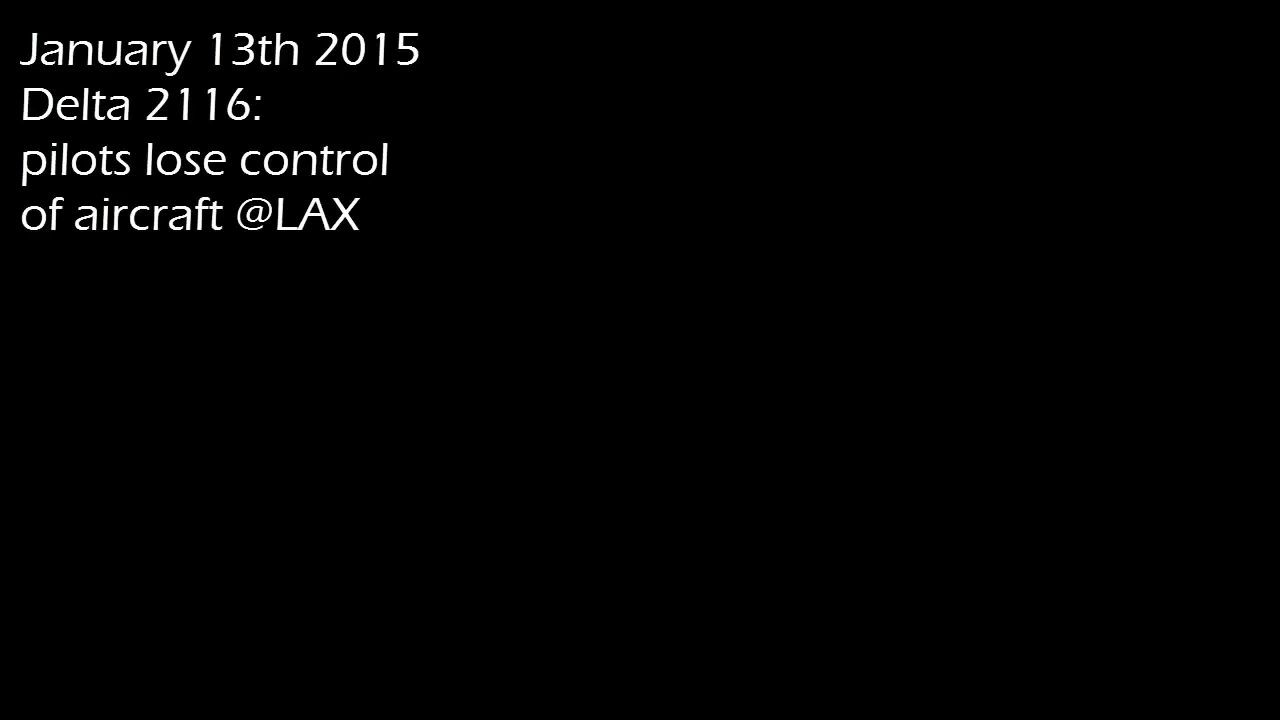 January 13th 2015
Delta 2116:
pilots lose control
of aircraft @LAX